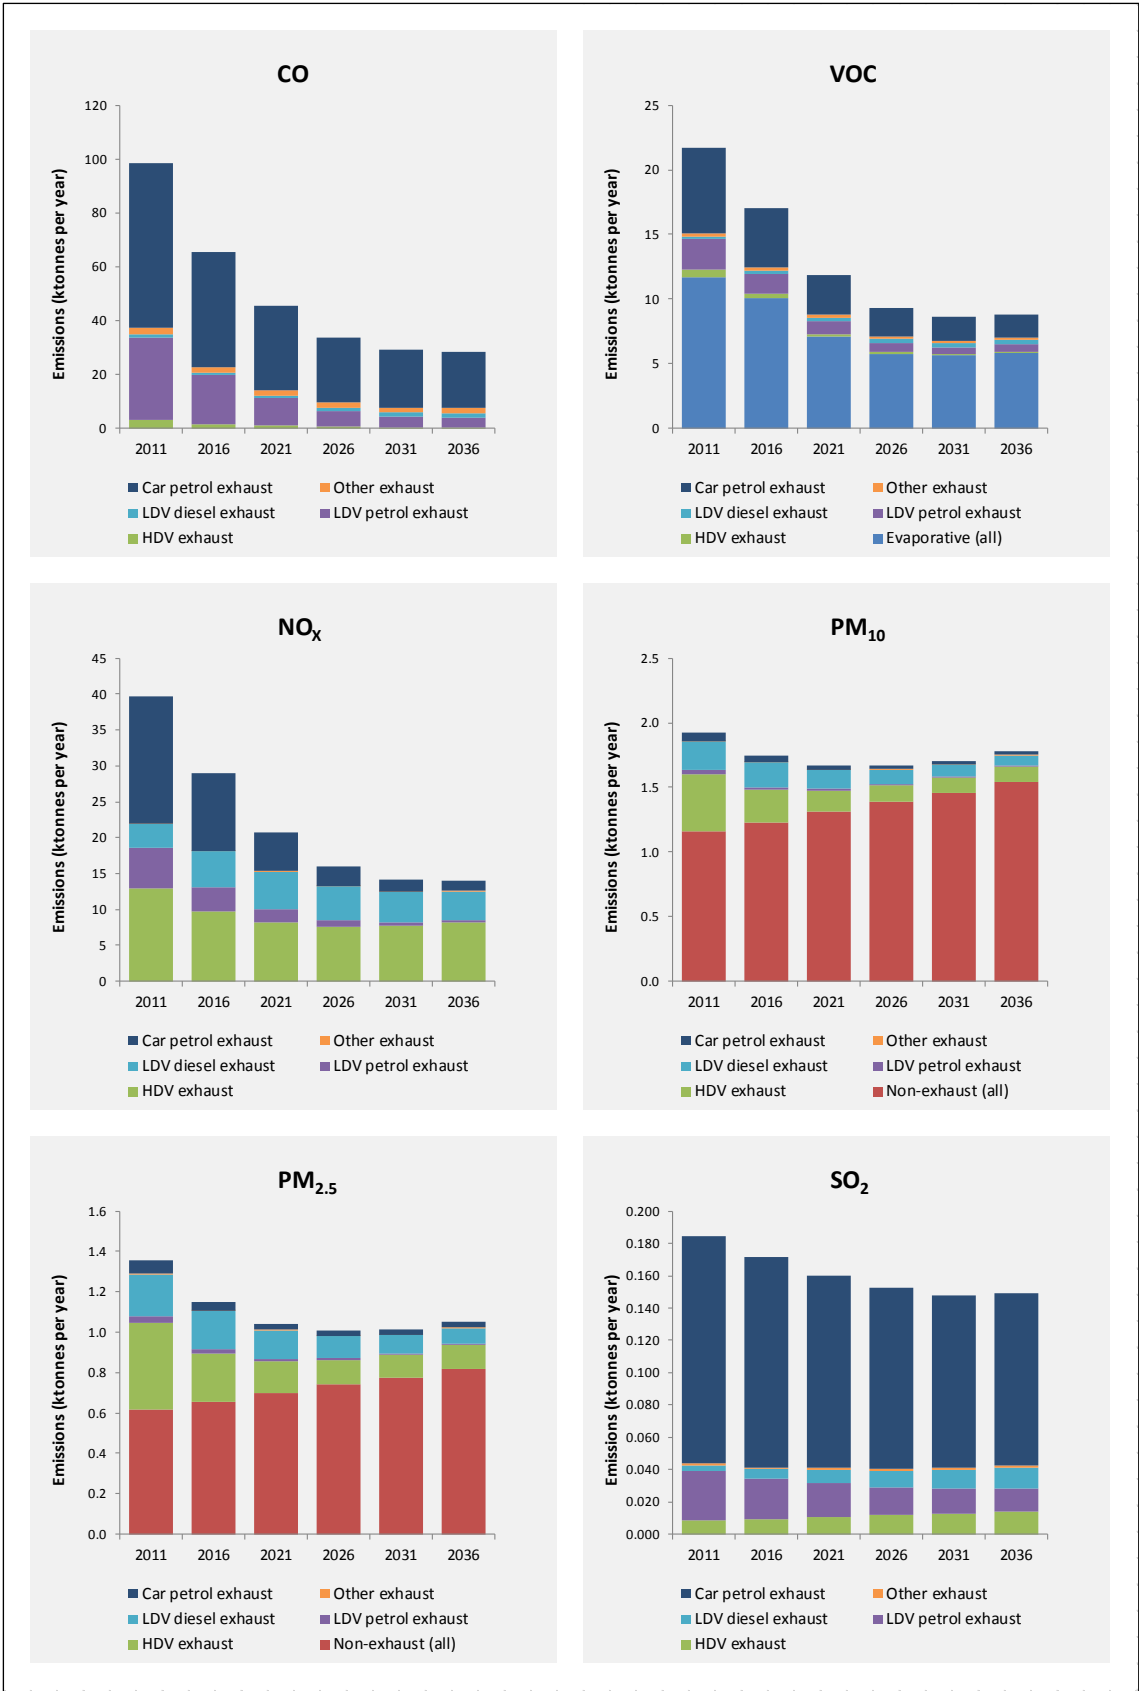 CO
Emissions (ktonnes per year)
120
100
80
60
40
20
0
2011 2016 2021 2026 2031 2036
Car petrol exhaust Other exhaust
LDV diesel exhaust LDV petrol exhaust
HDV exhaust
VOC
Emissions (ktonnes per year)
25
20
15
10
5
0
2011 2016 2021 2026 2031 2036
Car petrol exhaust Other exhaust
LDV diesel exhaust LDV petrol exhaust
HDV exhaust Evaporative (all)
NOX
Emissions (ktonnes per year)
45
40
35
30
25
20
15
10
5
0
2011 2016 2021 2026 2031 2036
Car petrol exhaust Other exhaust
LDV diesel exhaust LDV petrol exhaust
HDV exhaust
PM10
Emissions (ktonnes per year)
2.5
2.0
1.5
1.0
0.5
0.0
2011 2016 2021 2026 2031 2036
Car petrol exhaust Other exhaust
LDV diesel exhaust LDV petrol exhaust
HDV exhaust Non-exhaust (all)
PM2.5
Emissions (ktonnes per year)
1.6
1.4
1.2
1.0
0.8
0.6
0.4
0.2
0.0
2011 2016 2021 2026 2031 2036
Car petrol exhaust Other exhaust
LDV diesel exhaust LDV petrol exhaust
HDV exhaust Non-exhaust (all)
SO2
Emissions (ktonnes per year)
0.200
0.180
0.160
0.140
0.120
0.100
0.080
0.060
0.040
0.020
0.000
2011 2016 2021 2026 2031 2036
Car petrol exhaust Other exhaust
LDV diesel exhaust LDV petrol exhaust
HDV exhaust